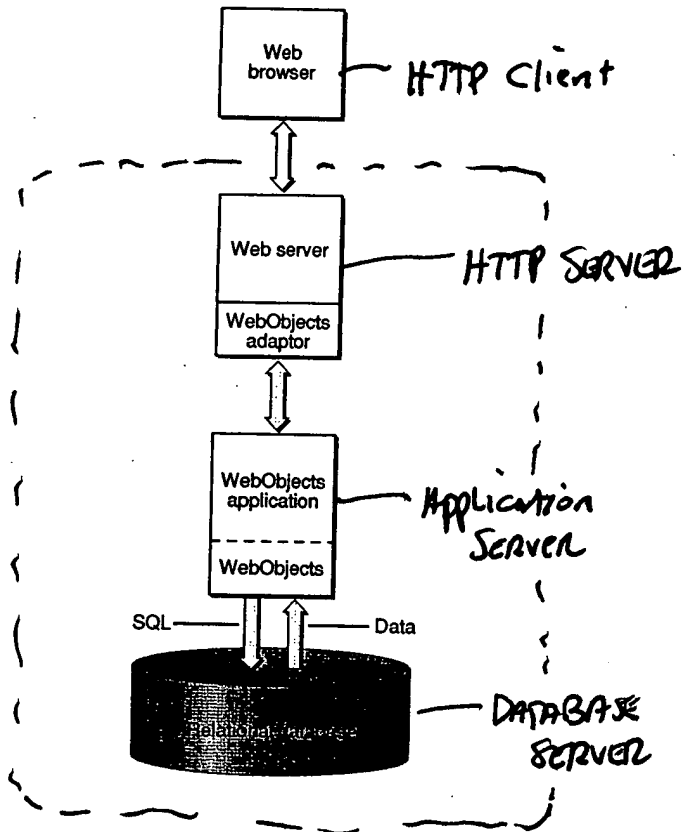 Web
browser
HTTP Client
Web server
HTTP SERVER
WebObjects
adaptor
WebObjects
application
Application
SERVER
WebObjects
SQL
Data
DATABASE
SERVER